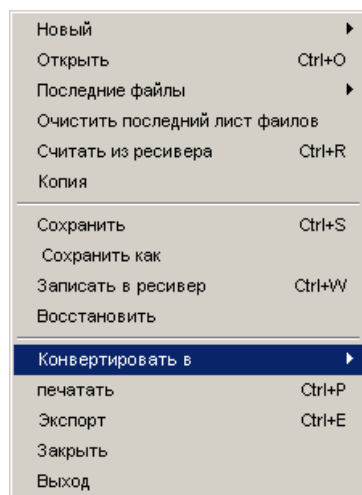 Новый
Открыть Ctrl+O
Последние файлы
Очистить последний лист фаилов
Считать из ресивера Ctrl+R
Копия
Сохранить Ctrl+S
Сохранить как
Записать в ресивер Ctrl+W
Восстановить
Конвертировать в
печатать Ctrl+P
Экспорт Ctrl+E
Закрыть
Выход